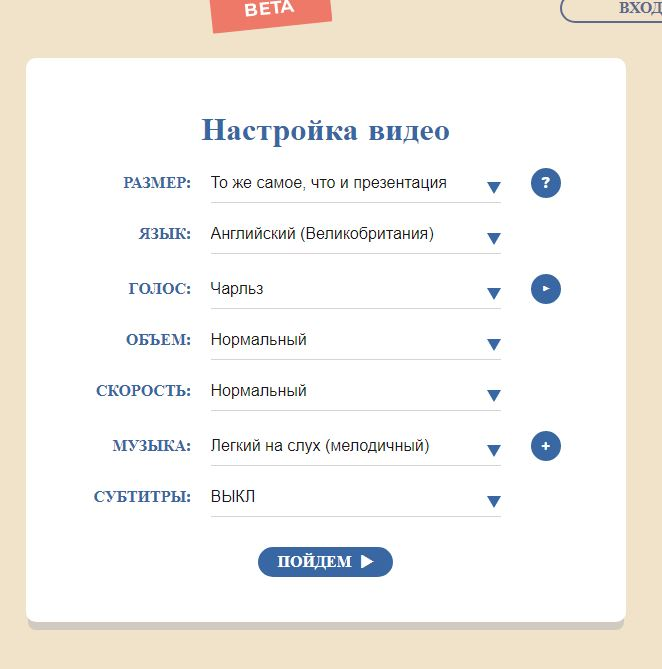 BETA
ВХОД
Настройка видео
РАЗМЕР: То же самое, что и презентация ?
ЯЗЫК: Английский (Великобритания)
ГОЛОС: Чарльз
ОБЪЕМ: Нормальный
СКОРОСТЬ: Нормальный
МУЗЫКА: Легкий на слух (мелодичный) +
СУБТИТРЫ: ВЫКЛ
ПОЙДЕМ